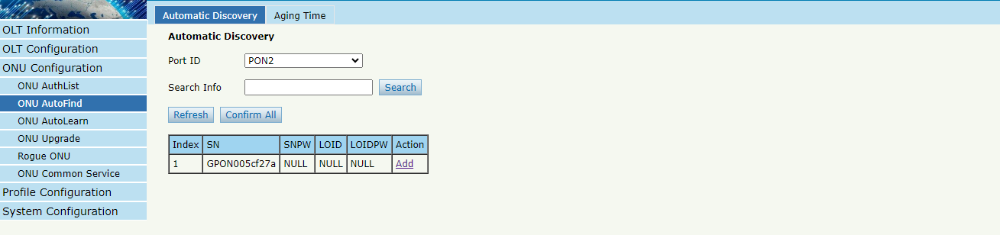 Automatic Discovery Aging Time
OLT Information
OLT Configuration
ONU Configuration
ONU AuthList
ONU AutoFind
ONU AutoLearn
ONU Upgrade
Rogue ONU
ONU Common Service
Profile Configuration
System Configuration
Automatic Discovery
Port ID PON2
Search Info Search
Refresh Confirm All
Index SN SNPW LOID LOIDPW Action
1 GPON005cf27a NULL NULL NULL Add